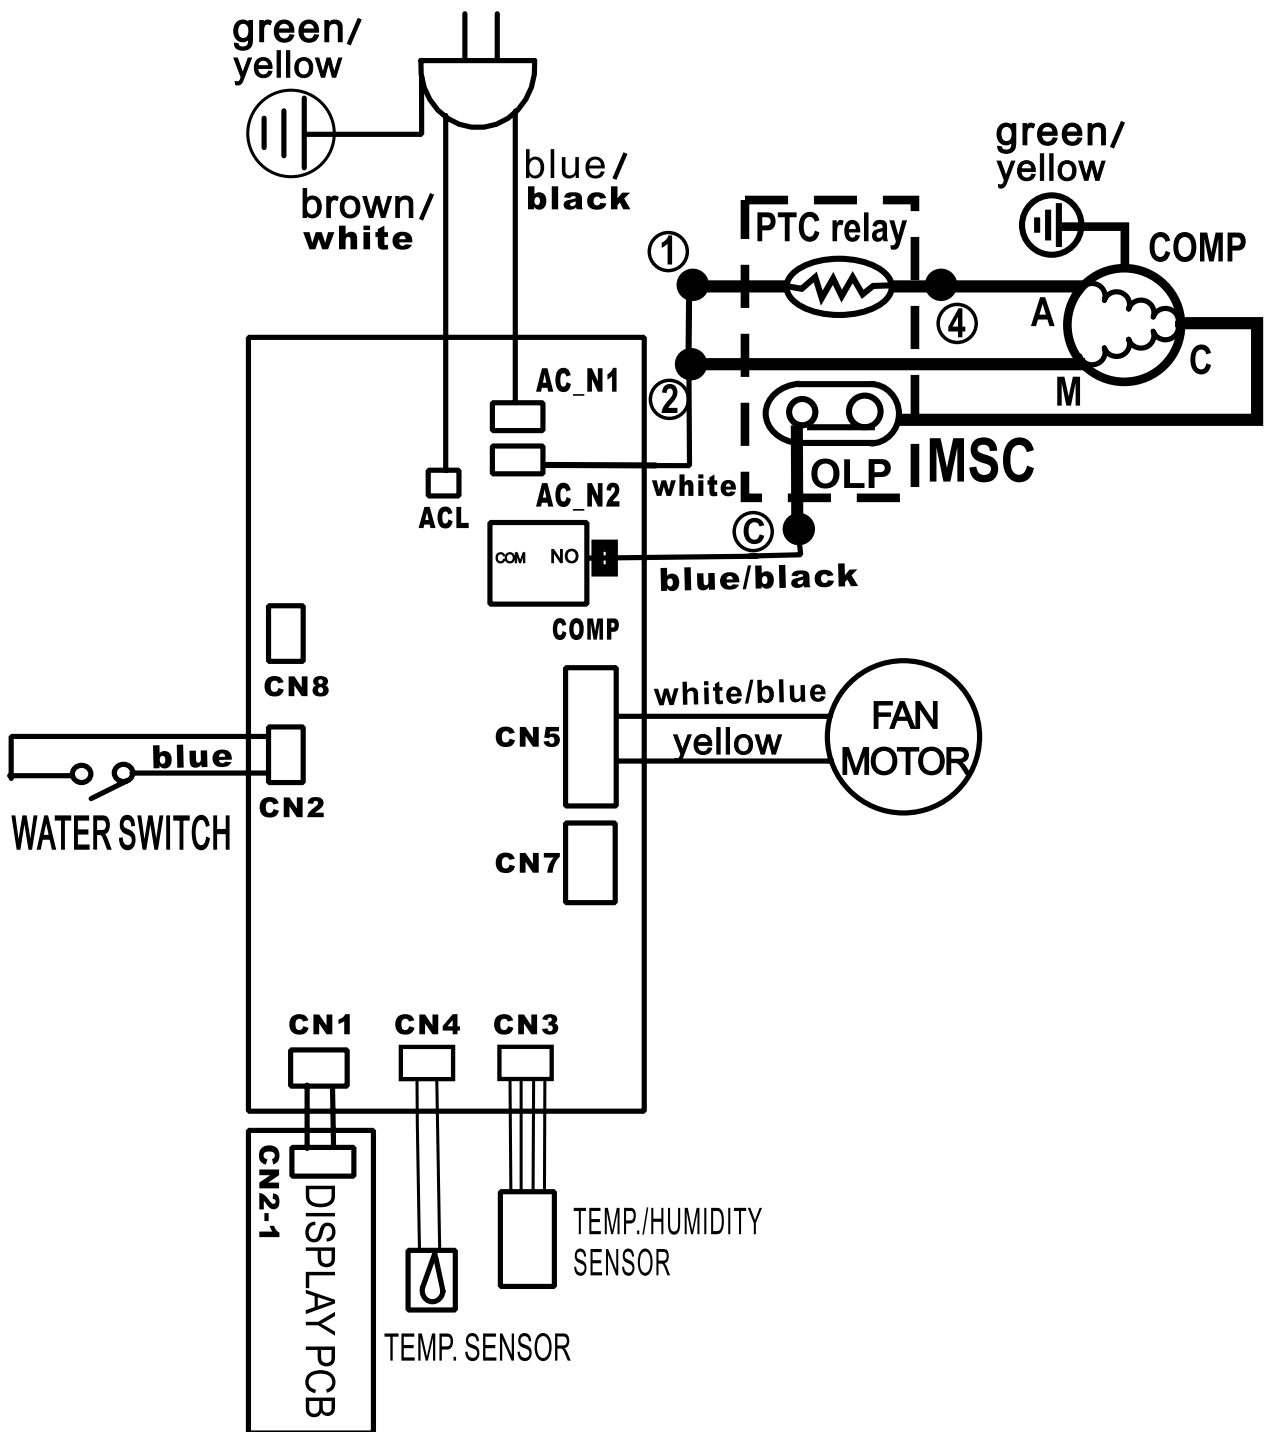 green/
yellow
brown/
white
blue/
black
green/
yellow
PTC relay
COMP
1
4
A
C
M
2
AC_N1
AC_N2
white
OLP
MSC
ACL
C
COM NO
blue/black
COMP
CN8
CN5
white/blue
yellow
FAN
MOTOR
blue
CN2
WATER SWITCH
CN7
CN1
CN4
CN3
CN2-1
DISPLAY PCB
TEMP./HUMIDITY
SENSOR
TEMP. SENSOR